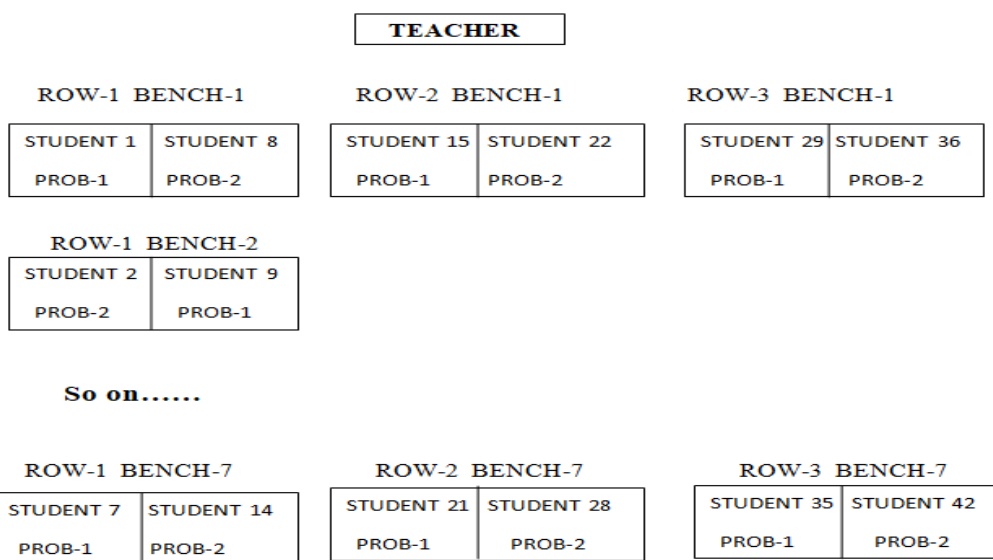 TEACHER
ROW-1 BENCH-1 ROW-2 BENCH-1 ROW-3 BENCH-1
STUDENT 1 STUDENT 8 STUDENT 15 STUDENT 22 STUDENT 29 STUDENT 36
PROB-1 PROB-2 PROB-1 PROB-2 PROB-1 PROB-2
ROW-1 BENCH-2
STUDENT 2 STUDENT 9
PROB-2 PROB-1
So on......
ROW-1 BENCH-7 ROW-2 BENCH-7 ROW-3 BENCH-7
STUDENT 7 STUDENT 14 STUDENT 21 STUDENT 28 STUDENT 35 STUDENT 42
PROB-1 PROB-2 PROB-1 PROB-2 PROB-1 PROB-2